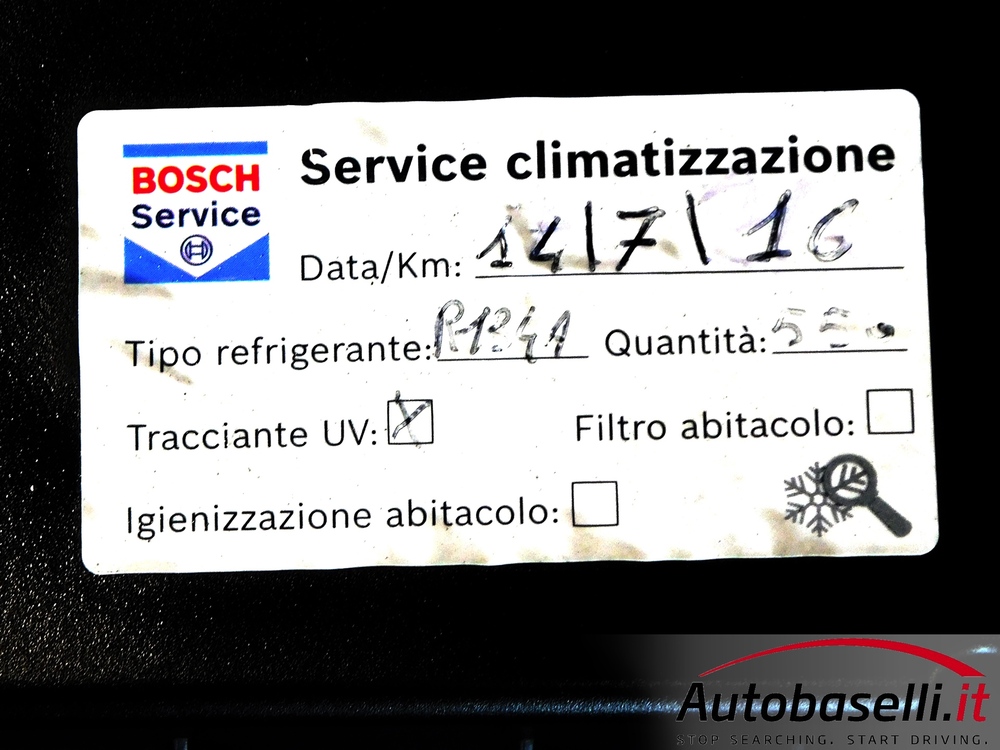 BOSCH
Service
Service climatizzazione
Data/Km: 14/7/16
Tipo refrigerante: R134A Quantità: 550
Tracciante UV: X Filtro abitacolo:
Igienizzazione abitacolo:
Autobaselli.it
STOP SEARCHING. START DRIVING.